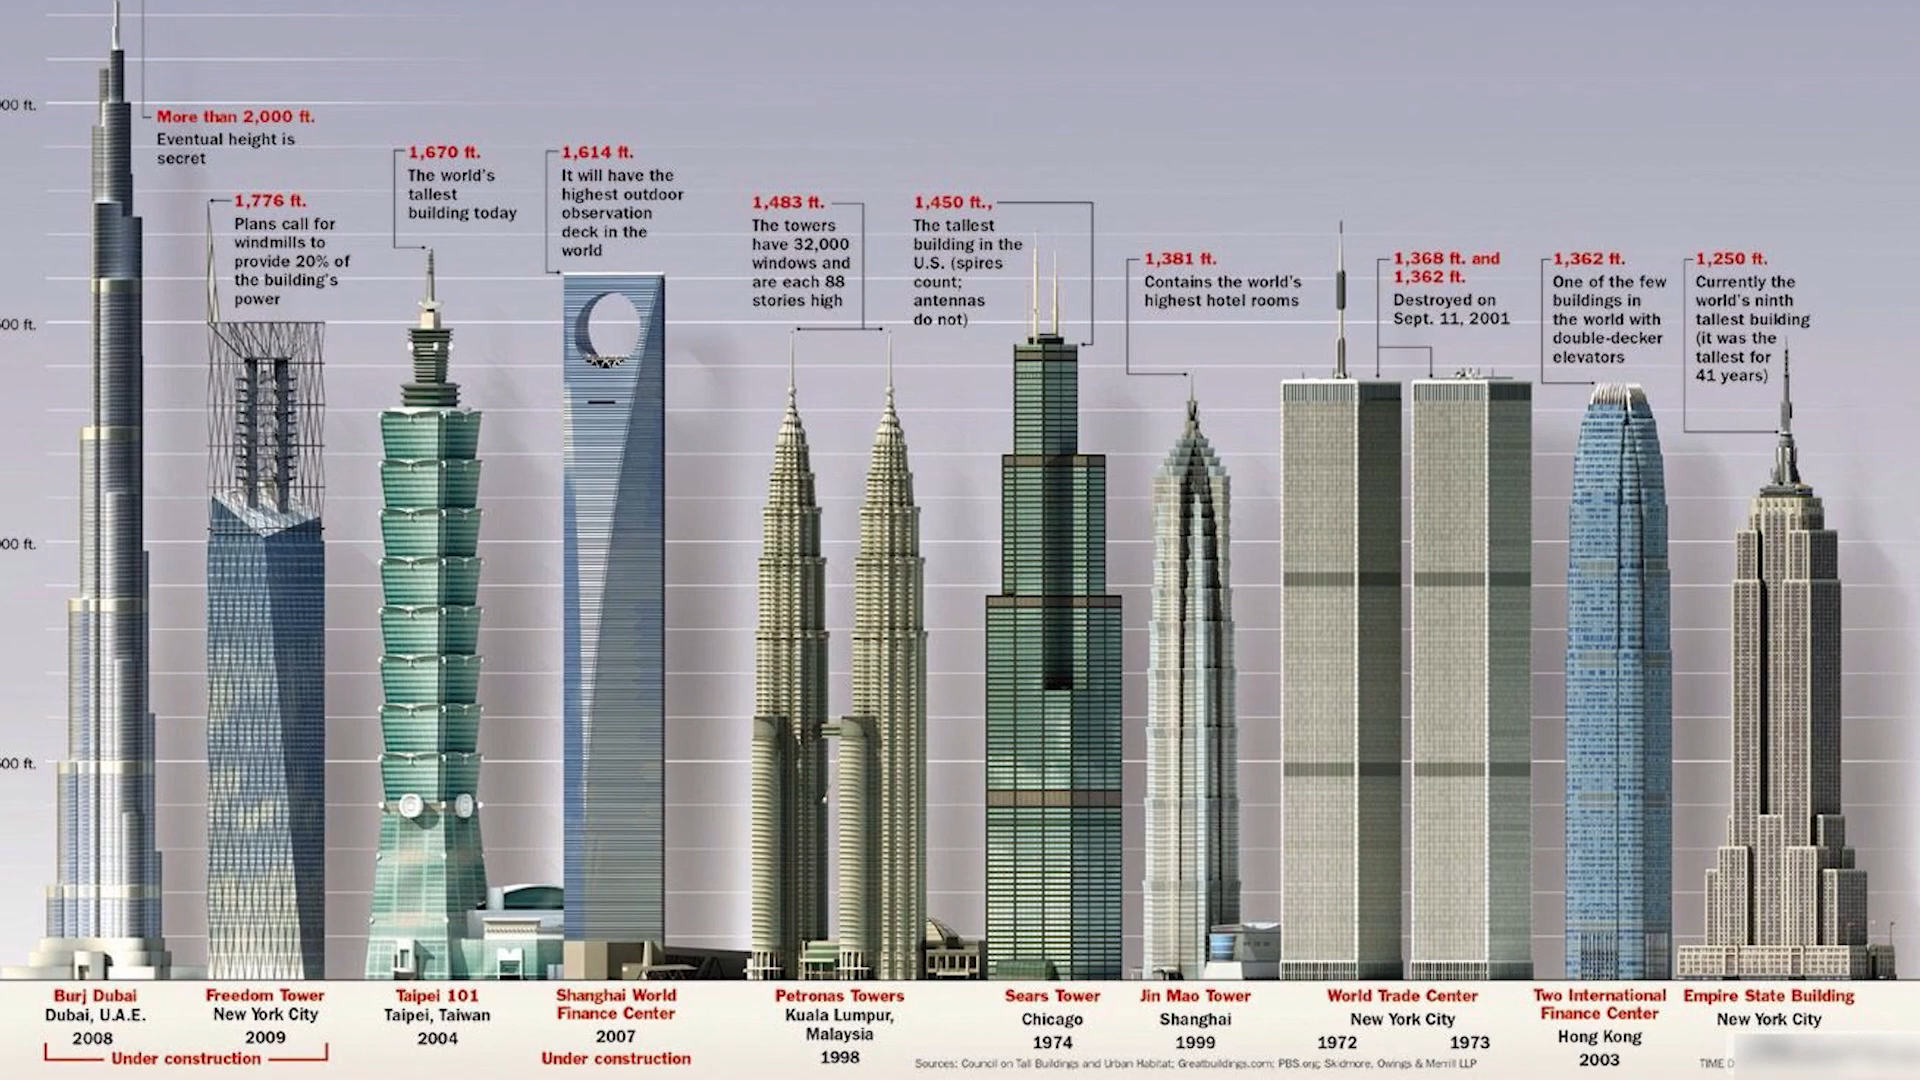 More than 2,000 ft.
Eventual height is
secret
1,776 ft.
Plans call for
windmills to
provide 20% of
the building's
power
1,670 ft.
The world's
tallest
building today
1,614 ft.
It will have the
highest outdoor
observation
deck in the
world
1,483 ft.
The towers
have 32,000
windows and
are each 88
stories high
1,450 ft.,
The tallest
building in the
U.S. (spires
count;
antennas
do not)
1,381 ft.
Contains the world's
highest hotel rooms
1,368 ft. and
1,362 ft.
Destroyed on
Sept. 11, 2001
1,362 ft.
One of the few
buildings in
the world with
double-decker
elevators
1,250 ft.
Currently the
world's ninth
tallest building
(it was the
tallest for
41 years)
00 ft.
00 ft.
00 ft.
00 ft.
Burj Dubai
Dubai, U.A.E.
2008
Freedom Tower
New York City
2009
Under construction
Taipei 101
Taipei, Taiwan
2004
Shanghai World
Finance Center
2007
Under construction
Petronas Towers
Kuala Lumpur,
Malaysia
1998
Sears Tower
Chicago
1974
Jin Mao Tower
Shanghai
1999
World Trade Center
New York City
1972 1973
Two International
Finance Center
Hong Kong
2003
Empire State Building
New York City
Sources: Council on Tall Buildings and Urban Habitat; Greatbuildings.com; PBS.org; Skidmore, Owings & Merrill LLP
TIME D